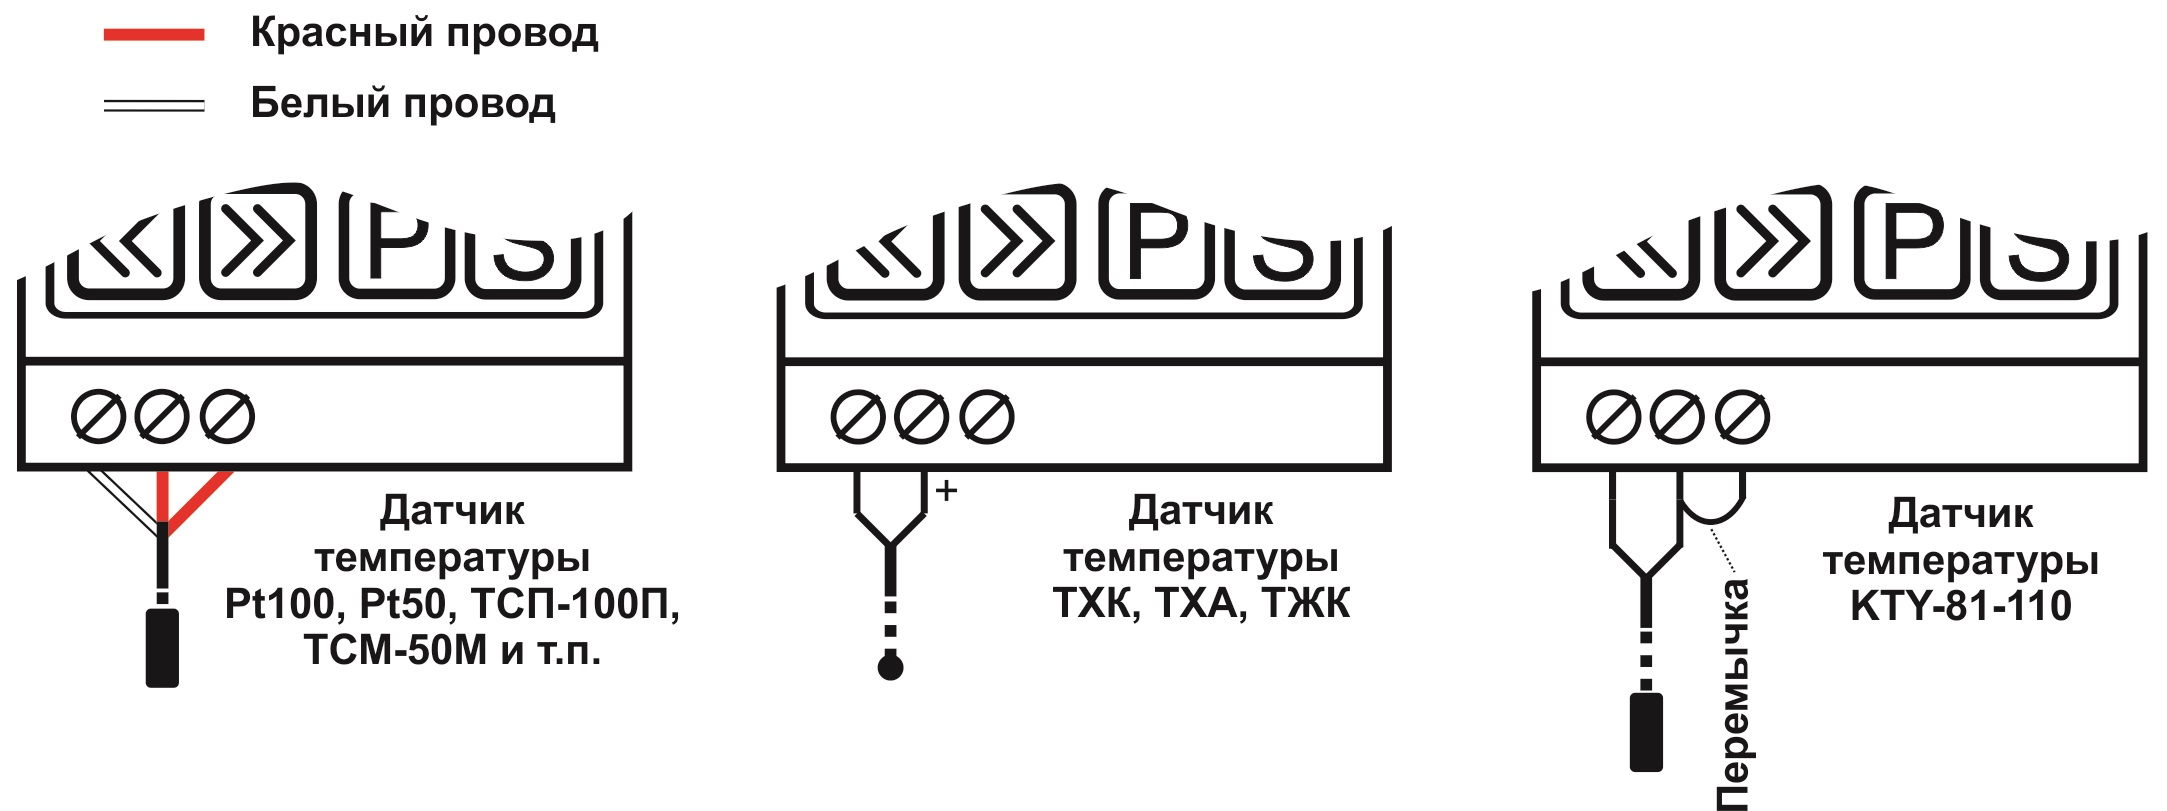 Красный провод
Белый провод
P S
P S
P S
Датчик
температуры
Pt100, Pt50, ТСП-100П,
ТСМ-50М и т.п.
+
Датчик
температуры
ТХК, ТХА, ТЖК
Датчик
температуры
KTY-81-110
Перемычка